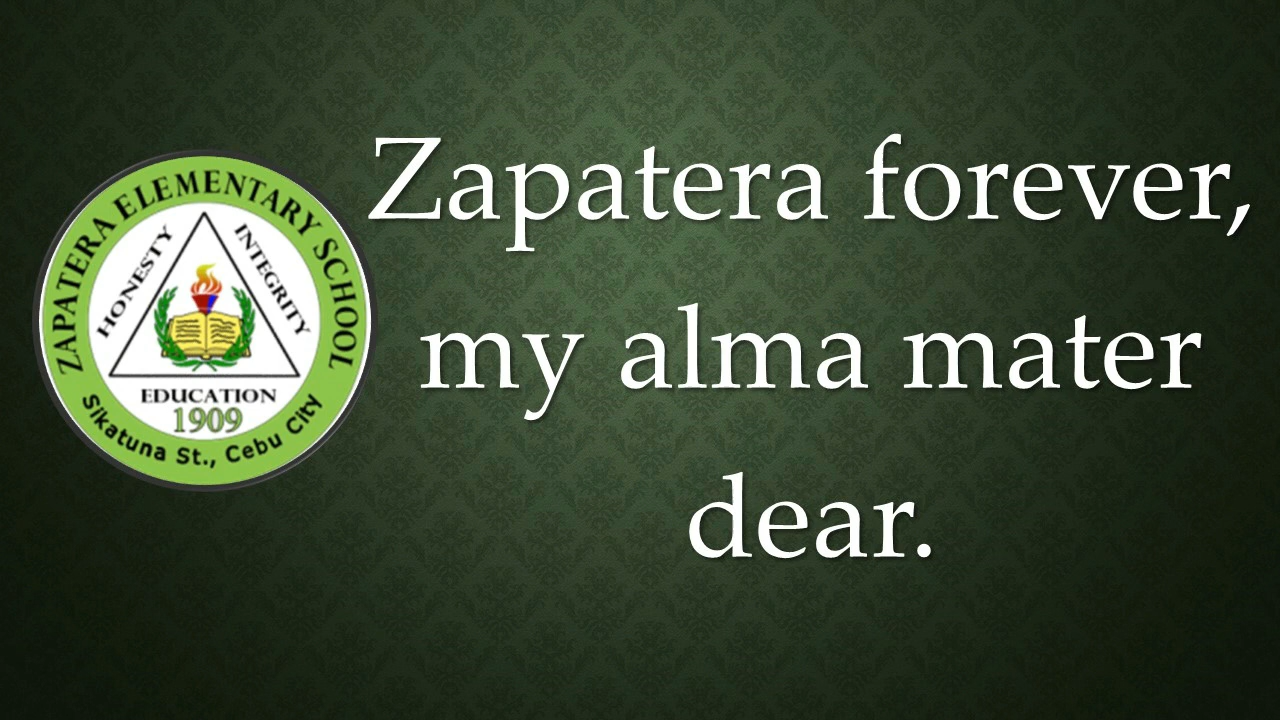 ZAPATERA ELEMENTARY SCHOOL
HONESTY
INTEGRITY
EDUCATION
1909
Sikatuna St., Cebu City
Zapatera forever,
my alma mater
dear.